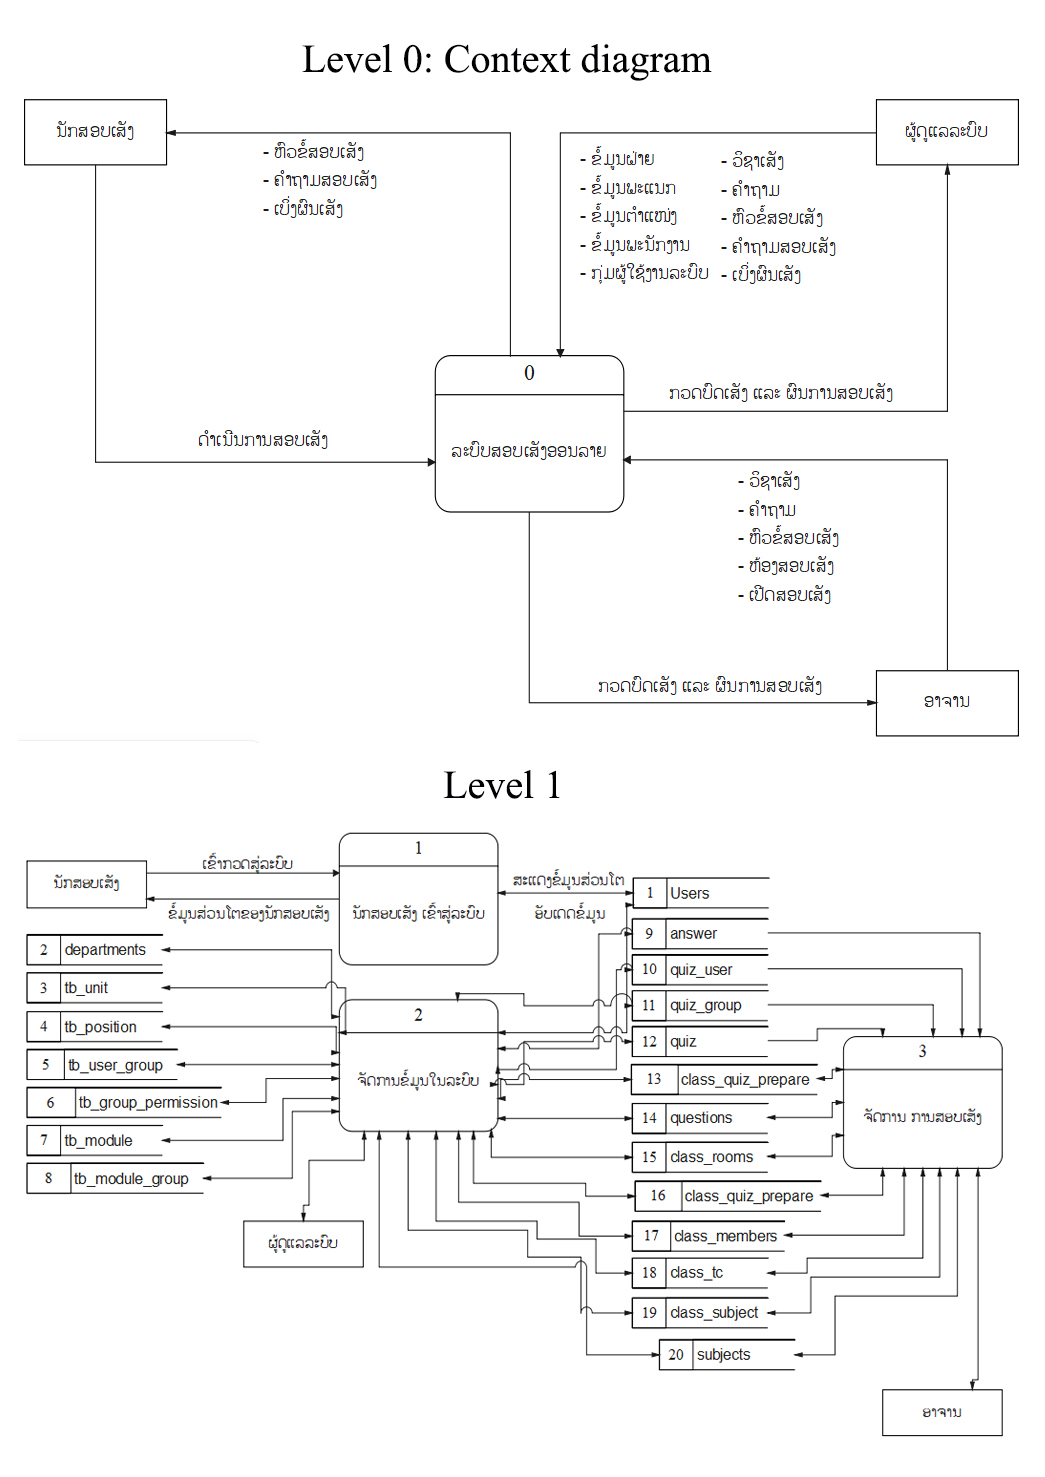 Level 0: Context diagram
ນັກສອບເສັງ
ຜູ້ດູແລລະບົບ
- ຫົວຂໍ້ສອບເສັງ
- ຄຳຖາມສອບເສັງ
- ເບິ່ງຜົນເສັງ
- ຂໍ້ມູນຝ່າຍ
- ຂໍ້ມູນພະແນກ
- ຂໍ້ມູນຕຳແໜ່ງ
- ຂໍ້ມູນພະນັກງານ
- ກຸ່ມຜູ້ໃຊ້ງານລະບົບ
- ວິຊາເສັງ
- ຄຳຖາມ
- ຫົວຂໍ້ສອບເສັງ
- ຄຳຖາມສອບເສັງ
- ເບິ່ງຜົນເສັງ
0
ລະບົບສອບເສັງອອນລາຍ
ກວດບົດເສັງ ແລະ ຜົນການສອບເສັງ
ດຳເນີນການສອບເສັງ
- ວິຊາເສັງ
- ຄຳຖາມ
- ຫົວຂໍ້ສອບເສັງ
- ຫ້ອງສອບເສັງ
- ເປີດສອບເສັງ
ກວດບົດເສັງ ແລະ ຜົນການສອບເສັງ
ອາຈານ
Level 1
ນັກສອບເສັງ
ເຂົ້າກວດສູ່ລະບົບ
ຂໍ້ມູນສ່ວນໂຕຂອງນັກສອບເສັງ
1
ນັກສອບເສັງ ເຂົ້າສູ່ລະບົບ
ສະແດງຂໍ້ມູນສ່ວນໂຕ
ອັບເດດຂໍ້ມູນ
1 Users
2 departments
3 tb_unit
4 tb_position
5 tb_user_group
6 tb_group_permission
7 tb_module
8 tb_module_group
2
ຈັດການຂໍ້ມູນໃນລະບົບ
ຜູ້ດູແລລະບົບ
9 answer
10 quiz_user
11 quiz_group
12 quiz
13 class_quiz_prepare
14 questions
15 class_rooms
16 class_quiz_prepare
17 class_members
18 class_tc
19 class_subject
20 subjects
3
ຈັດການ ການສອບເສັງ
ອາຈານ